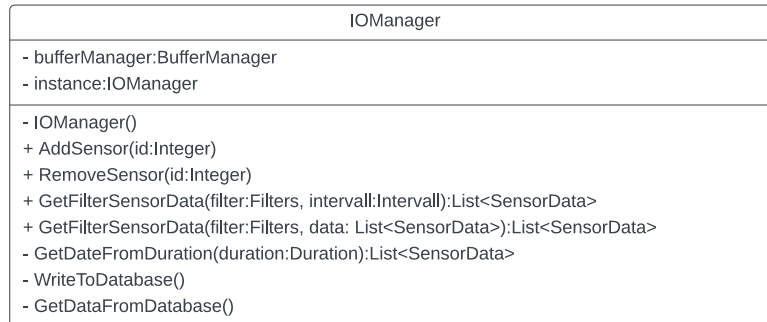 IOManager
- bufferManager:BufferManager
- instance:IOManager
- IOManager()
+ AddSensor(id:Integer)
+ RemoveSensor(id:Integer)
+ GetFilterSensorData(filter:Filters, intervall:Intervall):List<SensorData>
+ GetFilterSensorData(filter:Filters, data: List<SensorData>):List<SensorData>
- GetDateFromDuration(duration:Duration):List<SensorData>
- WriteToDatabase()
- GetDataFromDatabase()